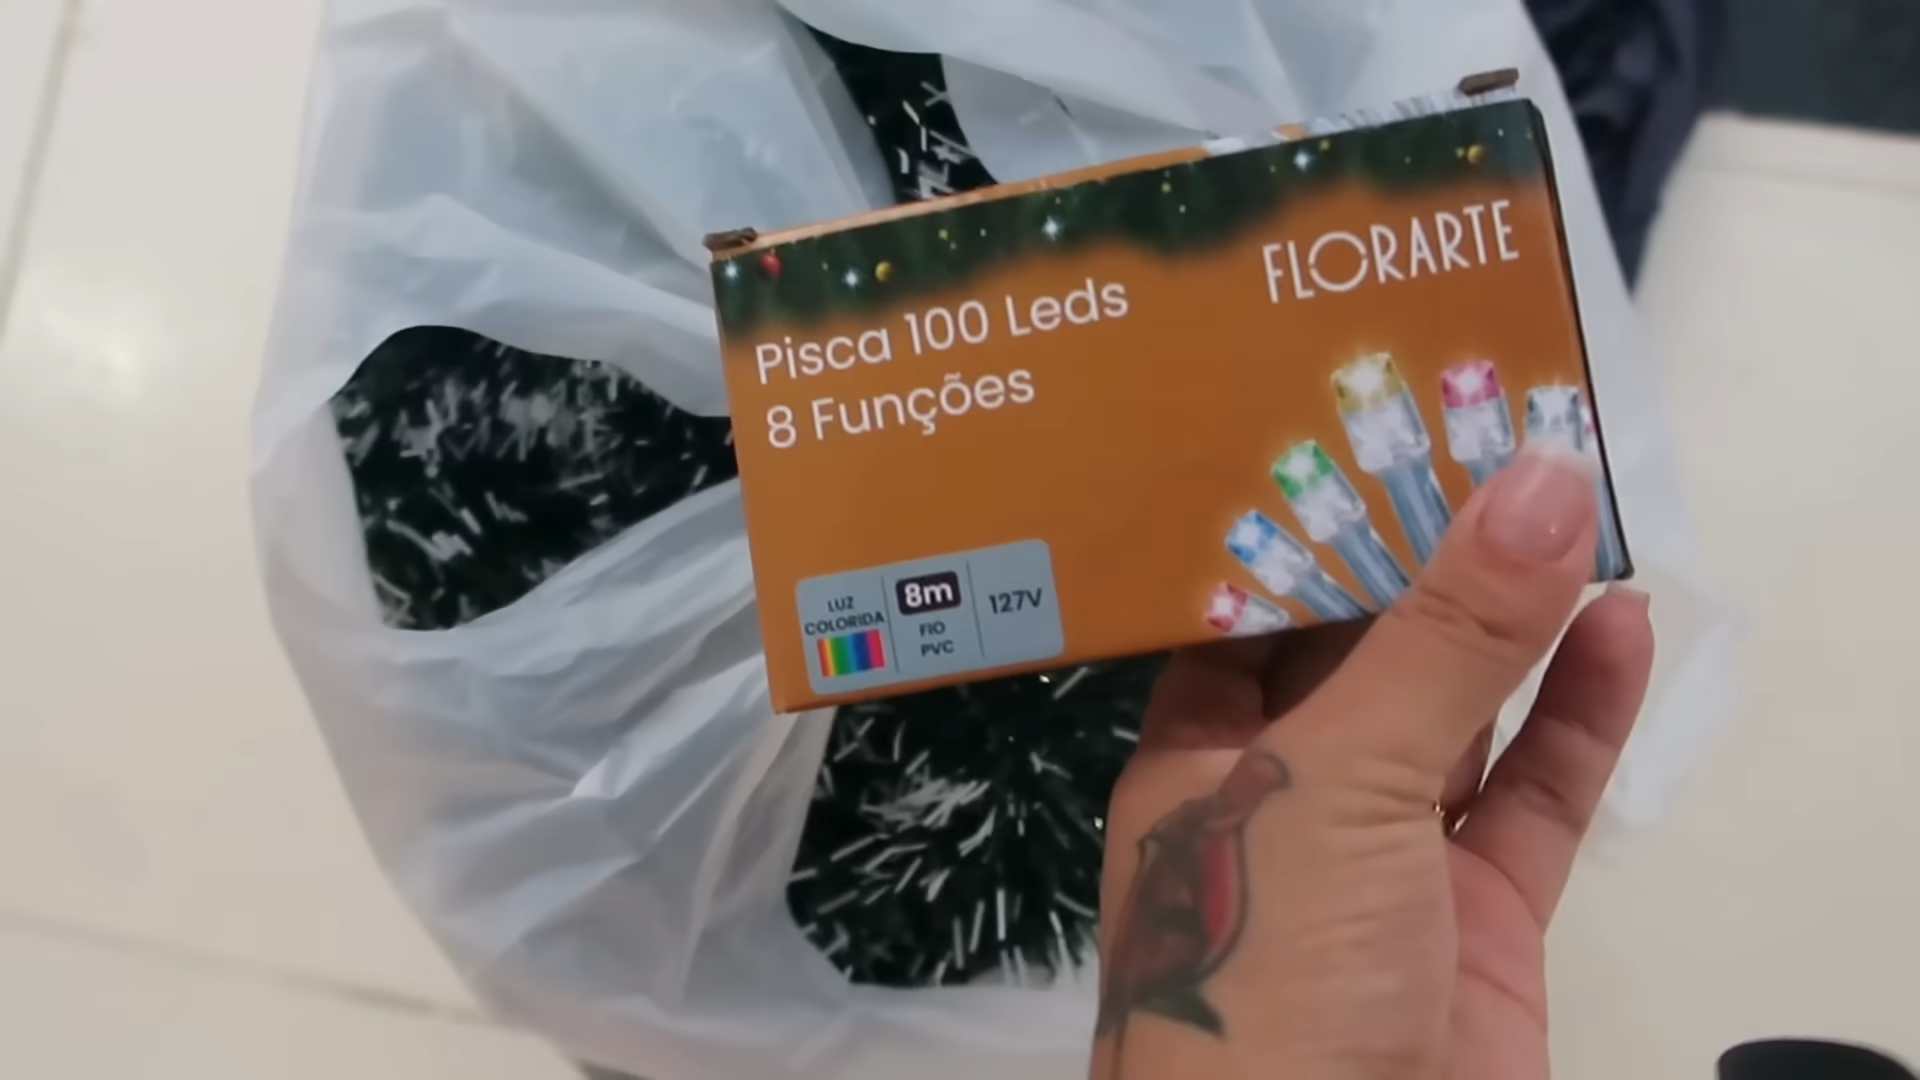 FLORARTE
Pisca 100 Leds
8 Funções
LUZ
COLORIDA
8m
FIO
PVC
127V